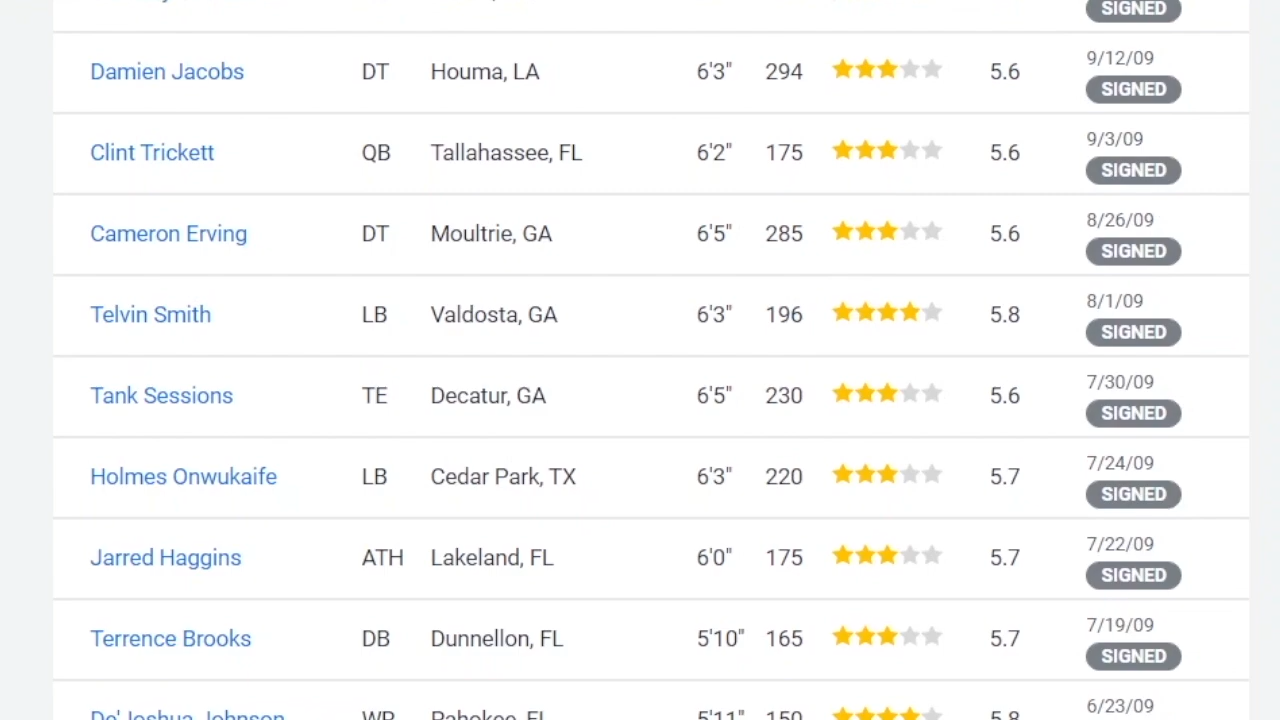 SIGNED
Damien Jacobs DT Houma, LA 6'3" 294 5.6 9/12/09
SIGNED
Clint Trickett QB Tallahassee, FL 6'2" 175 5.6 9/3/09
SIGNED
Cameron Erving DT Moultrie, GA 6'5" 285 5.6 8/26/09
SIGNED
Telvin Smith LB Valdosta, GA 6'3" 196 5.8 8/1/09
SIGNED
Tank Sessions TE Decatur, GA 6'5" 230 5.6 7/30/09
SIGNED
Holmes Onwukaife LB Cedar Park, TX 6'3" 220 5.7 7/24/09
SIGNED
Jarred Haggins ATH Lakeland, FL 6'0" 175 5.7 7/22/09
SIGNED
Terrence Brooks DB Dunnellon, FL 5'10" 165 5.7 7/19/09
SIGNED
De'Joshua Johnson WR Pahokee, FL 5'11" 150 5.8 6/23/09